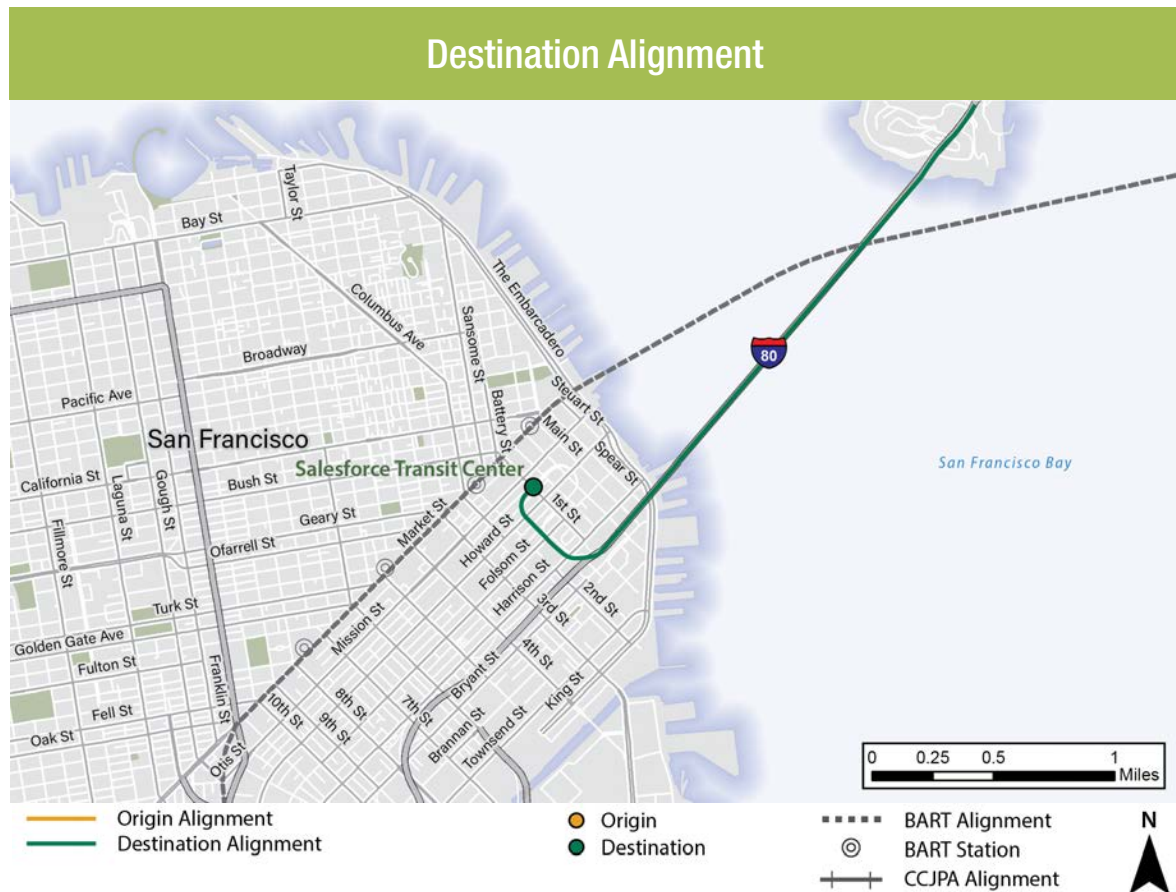 Destination Alignment
Taylor St
Bay St
The Embarcadero
Columbus Ave
Sansome St
Broadway
80
Pacific Ave
Battery St
Steuart St
San Francisco
Main St
Spear St
Salesforce Transit Center
San Francisco Bay
California St
Laguna St
Gough St
Bush St
1st St
Geary St
Market St
Howard St
Fillmore St
Ofarrell St
Folsom St
Harrison St
2nd St
3rd St
Turk St
Mission St
Golden Gate Ave
Fulton St
Franklin St
4th St
Bryant St
King St
8th St
7th St
10th St
9th St
Fell St
Oak St
Otis St
Brannan St
Townsend St
0 0.25 0.5 1
Miles
Origin Alignment
Destination Alignment
Origin
Destination
BART Alignment
BART Station
CCJPA Alignment
N